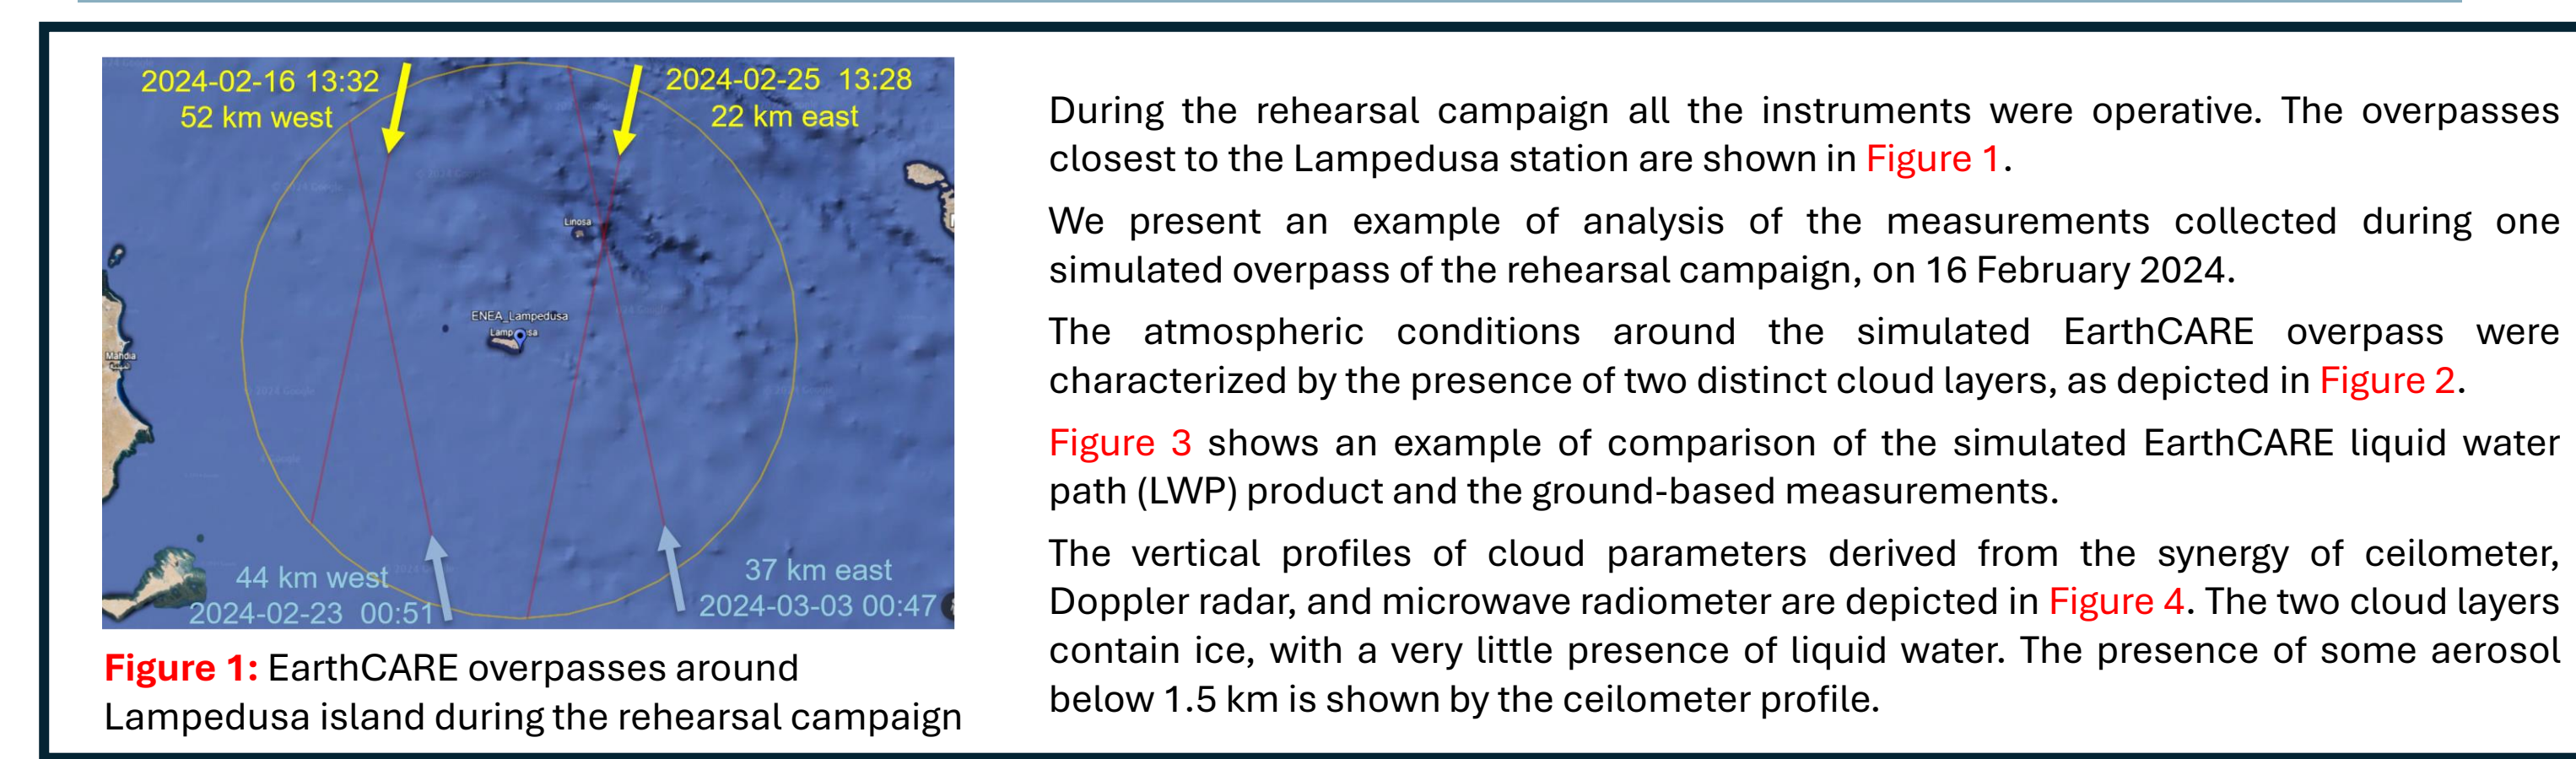 2024-02-16 13:32
52 km west
2024-02-25 13:28
22 km east
Linosa
ENEA_Lampedusa
Mahdia
44 km west
2024-02-23 00:51
37 km east
2024-03-03 00:47
Figure 1: EarthCARE overpasses around
Lampedusa island during the rehearsal campaign
During the rehearsal campaign all the instruments were operative. The overpasses
closest to the Lampedusa station are shown in Figure 1.
We present an example of analysis of the measurements collected during one
simulated overpass of the rehearsal campaign, on 16 February 2024.
The atmospheric conditions around the simulated EarthCARE overpass were
characterized by the presence of two distinct cloud layers, as depicted in Figure 2.
Figure 3 shows an example of comparison of the simulated EarthCARE liquid water
path (LWP) product and the ground-based measurements.
The vertical profiles of cloud parameters derived from the synergy of ceilometer,
Doppler radar, and microwave radiometer are depicted in Figure 4. The two cloud layers
contain ice, with a very little presence of liquid water. The presence of some aerosol
below 1.5 km is shown by the ceilometer profile.